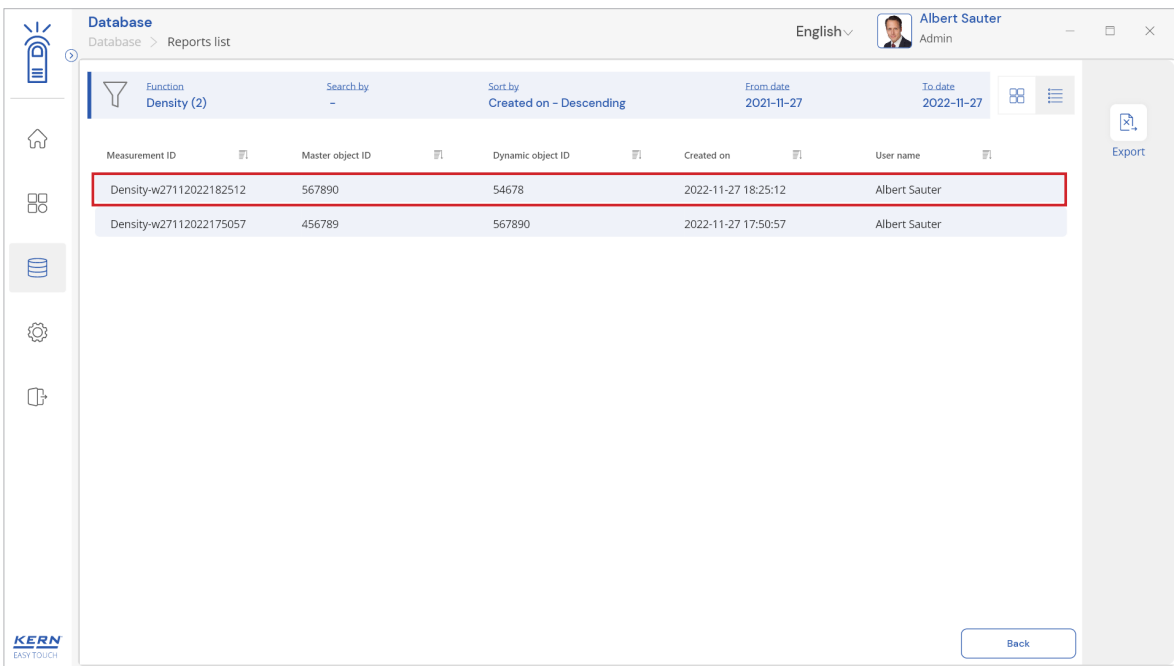 Database
Database > Reports list
English
Albert Sauter
Admin
Function
Density (2)
Search by
-
Sort by
Created on - Descending
From date
2021-11-27
To date
2022-11-27
Export
Measurement ID Master object ID Dynamic object ID Created on User name
Density-w27112022182512 567890 54678 2022-11-27 18:25:12 Albert Sauter
Density-w27112022175057 456789 567890 2022-11-27 17:50:57 Albert Sauter
Back
KERN
EASY TOUCH